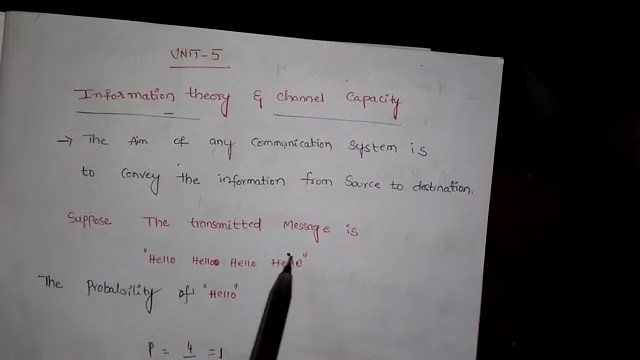 UNIT-5
Information theory & Channel Capacity
→ The Aim of any Communication System is
to Convey the information from Source to destination.
Suppose The transmitted Message is
"Hello Hello Hello Hello"
The Probability of "Hello"
P = 4 = 1